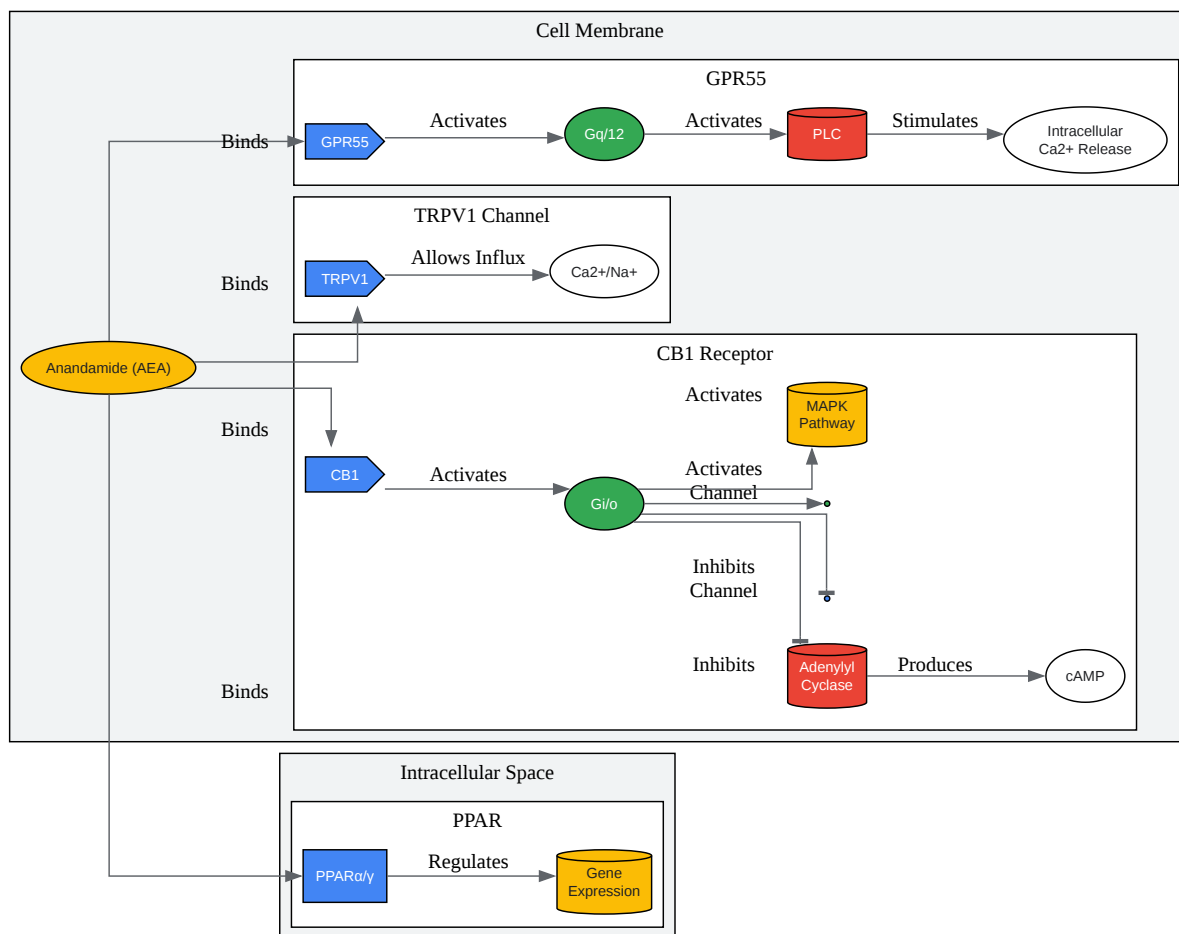 Cell Membrane
GPR55
Binds
GPR55
Activates
Gq/12
Activates
PLC
Stimulates
Intracellular
Ca2+ Release
TRPV1 Channel
Binds
TRPV1
Allows Influx
Ca2+/Na+
Anandamide (AEA)
CB1 Receptor
Binds
CB1
Activates
Gi/o
Activates
MAPK
Pathway
Activates
Channel
Inhibits
Channel
Inhibits
Adenylyl
Cyclase
Produces
cAMP
Binds
Intracellular Space
PPAR
PPARα/γ
Regulates
Gene
Expression